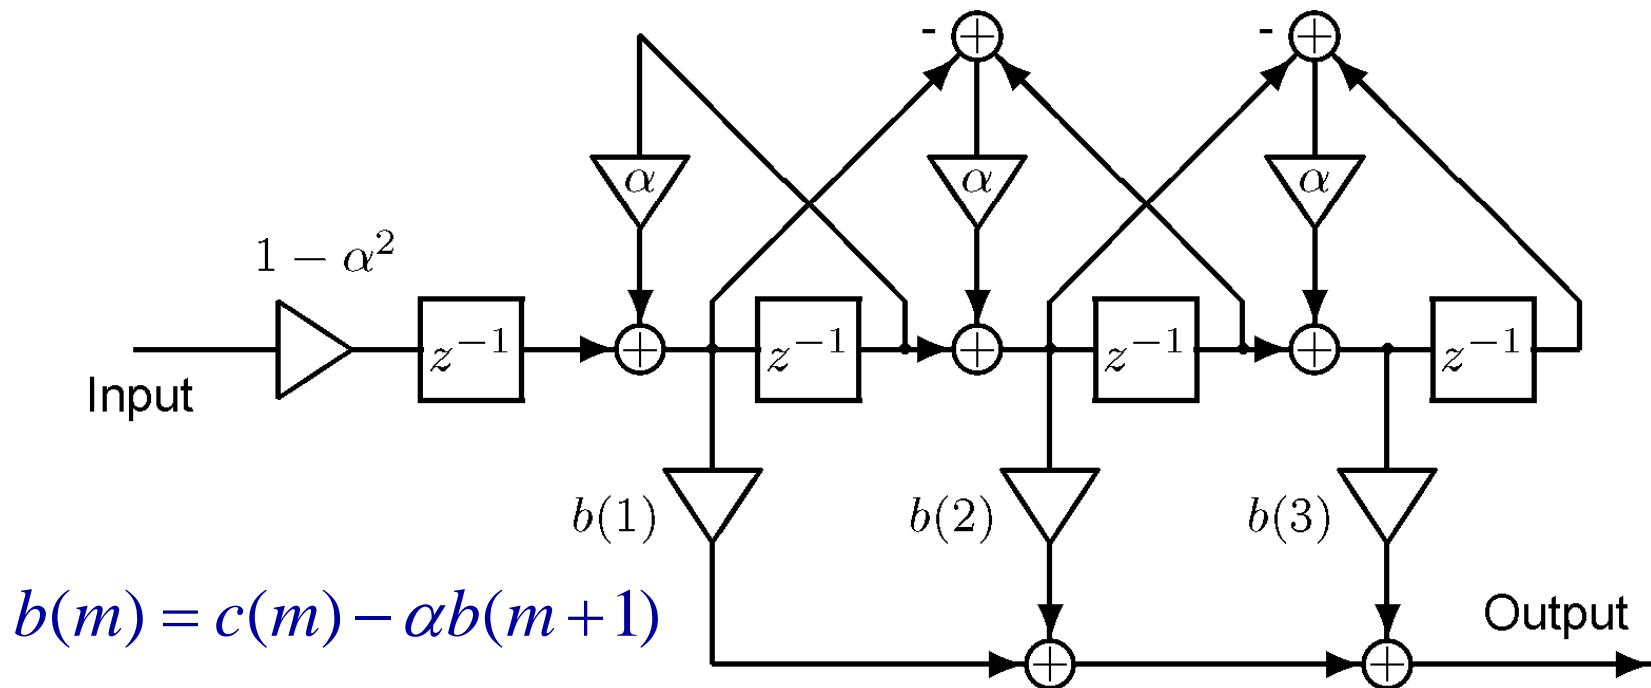 - -
α α α
1 − α²
z⁻¹ z⁻¹ z⁻¹ z⁻¹
Input
b(1) b(2) b(3)
b(m) = c(m) − αb(m+1)
Output